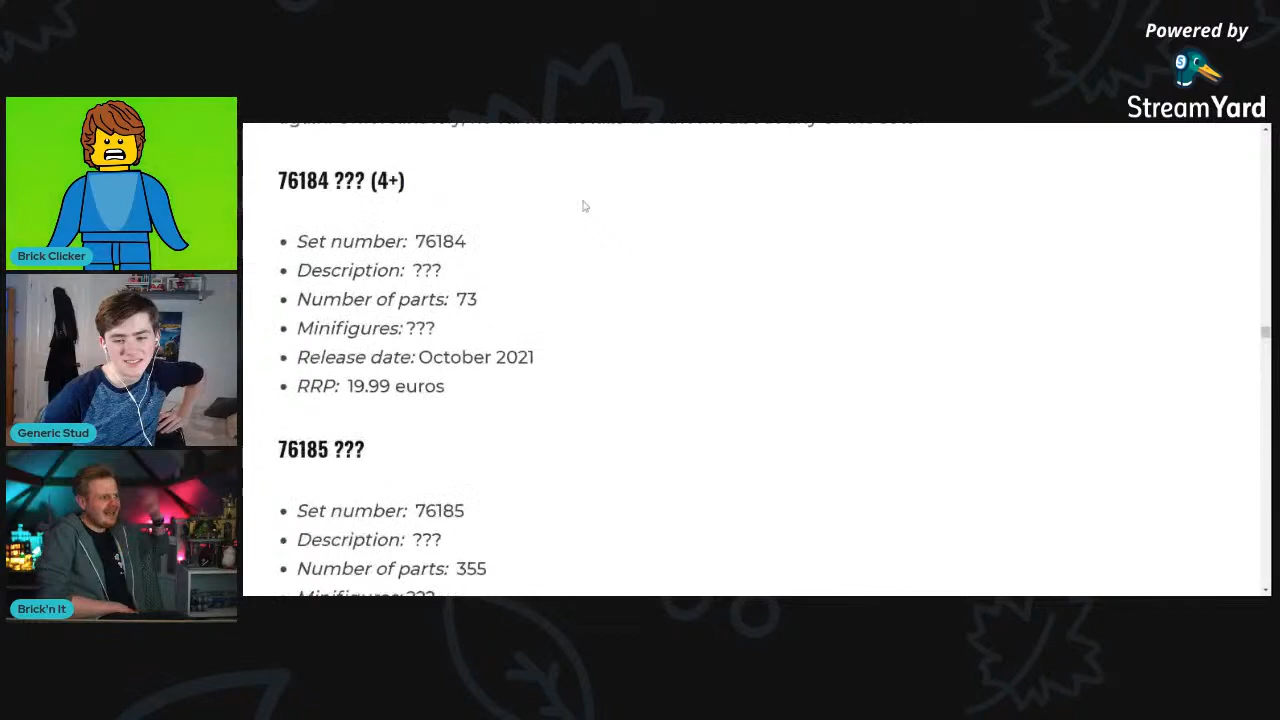 Powered by
StreamYard
76184 ??? (4+)
Set number: 76184
Description: ???
Number of parts: 73
Minifigures: ???
Release date: October 2021
RRP: 19.99 euros
76185 ???
Set number: 76185
Description: ???
Number of parts: 355
Minifigures: ???
Brick Clicker
Generic Stud
Brick'n It